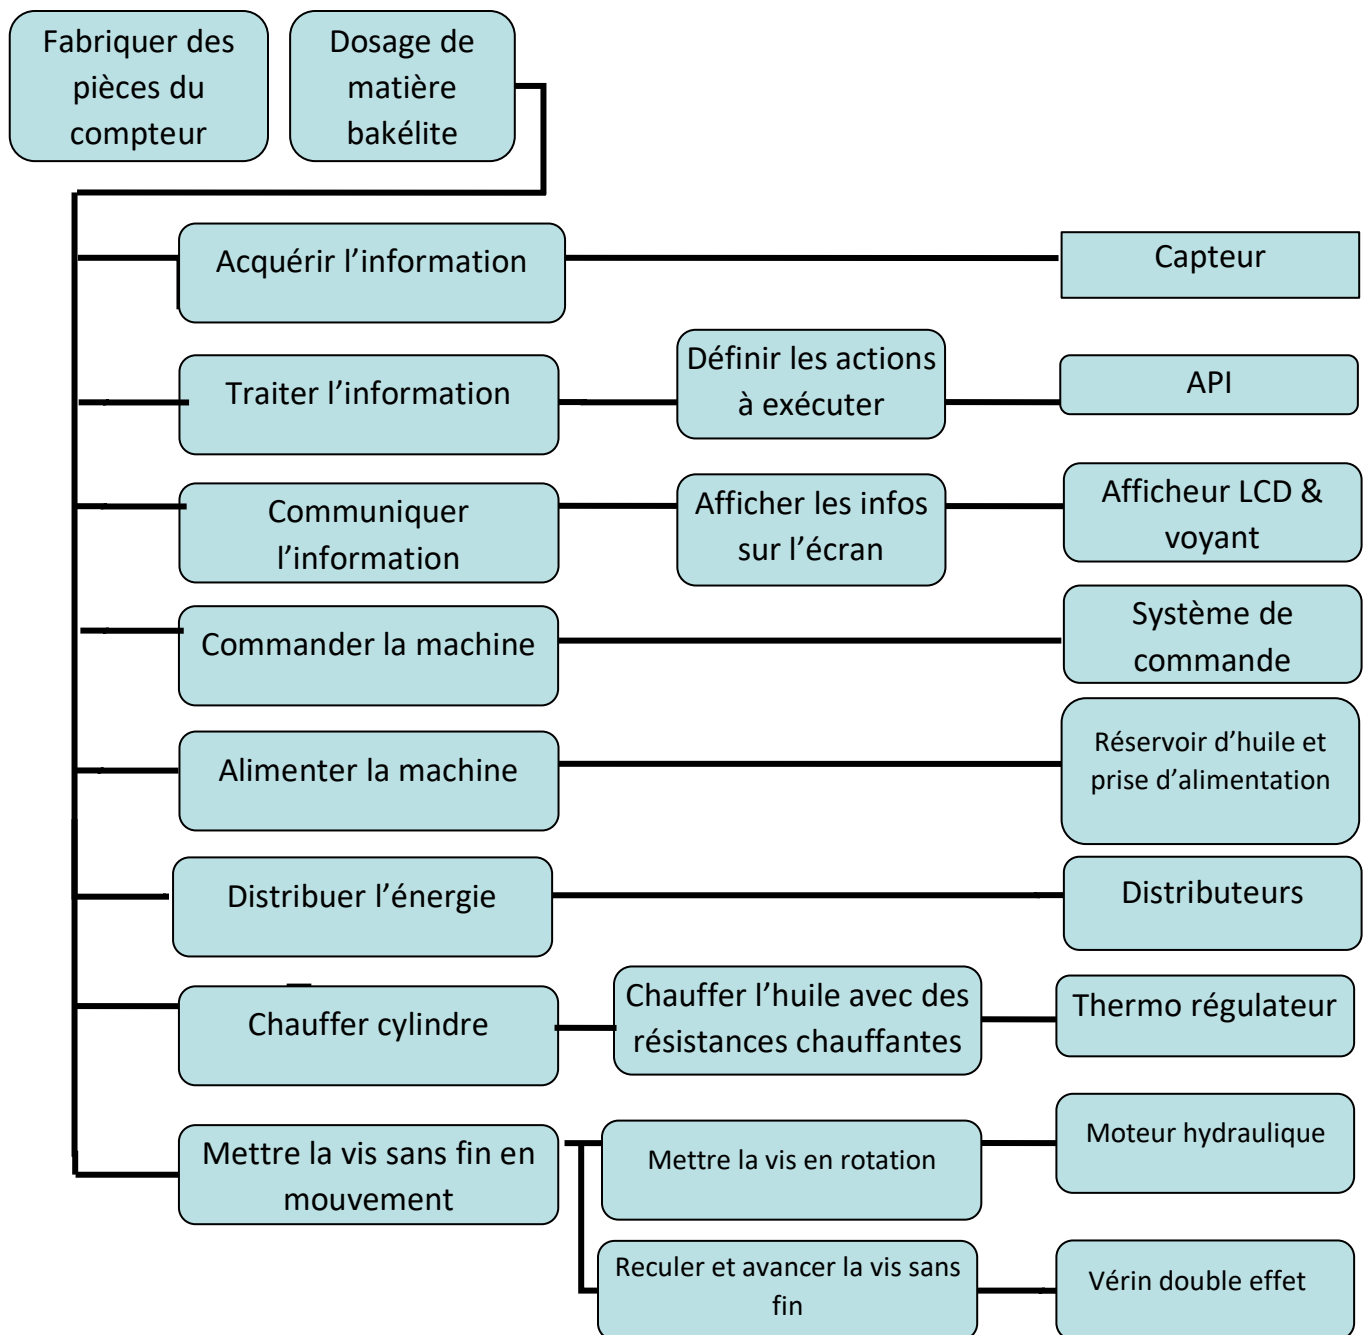 Fabriquer des
pièces du
compteur
Dosage de
matière
bakélite
Acquérir l’information
Capteur
Traiter l’information
Définir les actions
à exécuter
API
Communiquer
l’information
Afficher les infos
sur l’écran
Afficheur LCD &
voyant
Commander la machine
Système de
commande
Alimenter la machine
Réservoir d’huile et
prise d’alimentation
Distribuer l’énergie
Distributeurs
Chauffer cylindre
Chauffer l’huile avec des
résistances chauffantes
Thermo régulateur
Mettre la vis sans fin en
mouvement
Mettre la vis en rotation
Moteur hydraulique
Reculer et avancer la vis sans
fin
Vérin double effet